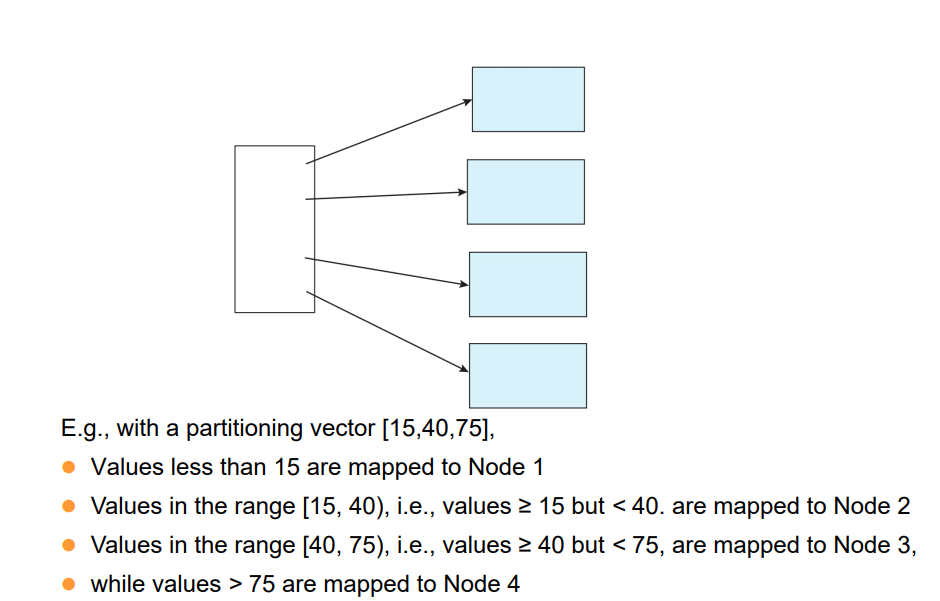 E.g., with a partitioning vector [15,40,75],
● Values less than 15 are mapped to Node 1
● Values in the range [15, 40), i.e., values ≥ 15 but < 40. are mapped to Node 2
● Values in the range [40, 75), i.e., values ≥ 40 but < 75, are mapped to Node 3,
● while values > 75 are mapped to Node 4